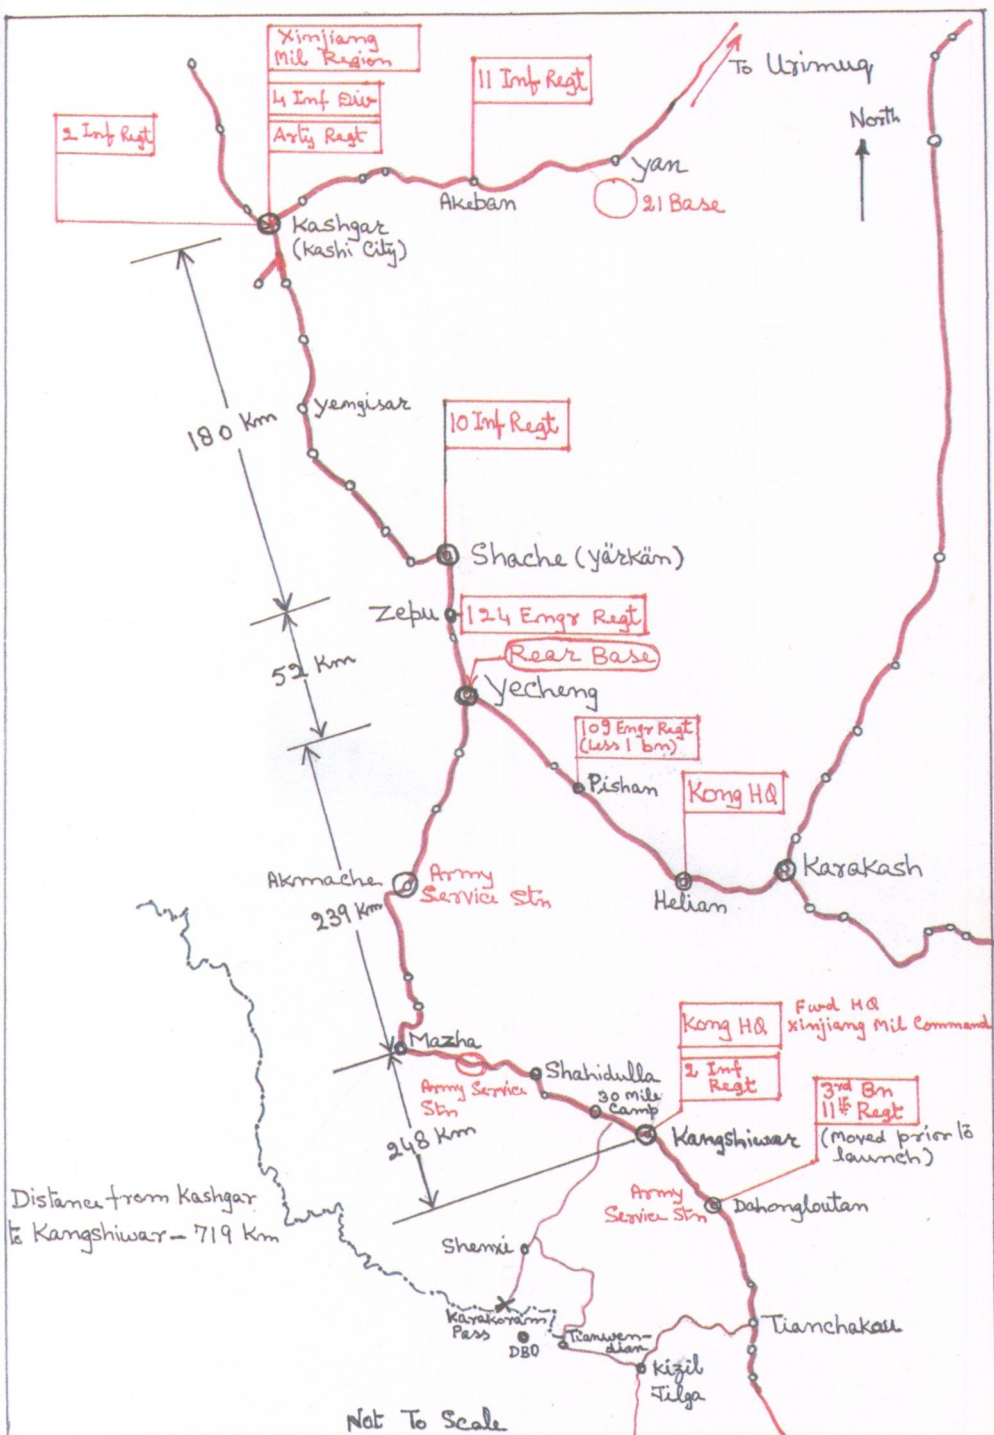 Xinjiang
Mil Region
4 Inf Div
Arty Regt
2 Inf Regt
11 Inf Regt
To Urimuq
North
Yan
21 Base
Akeban
Kashgar
(Kashi City)
180 Km
Yemgisar
10 Inf Regt
Shache (Yärkän)
Zepu
124 Engr Regt
52 Km
Rear Base
Yecheng
109 Engr Regt
(Less 1 bn)
Pishan
Kong HQ
Karakash
Helian
Akmache
Army
Service Stn
239 Km
Mazha
Army Service
Stn
Shahidulla
30 mile
Camp
Kong HQ
Fwd HQ
Xinjiang Mil Command
2 Inf
Regt
3rd Bn
11th Regt
(Moved prior to
launch)
Kangshiwar
248 Km
Army
Service Stn
Dahongloutan
Distance from Kashgar
to Kangshiwar – 719 Km
Shenxi
Karakoram
Pass
DBO
Tianwen-
dian
Tianchakau
Kizil
Jilga
Not To Scale